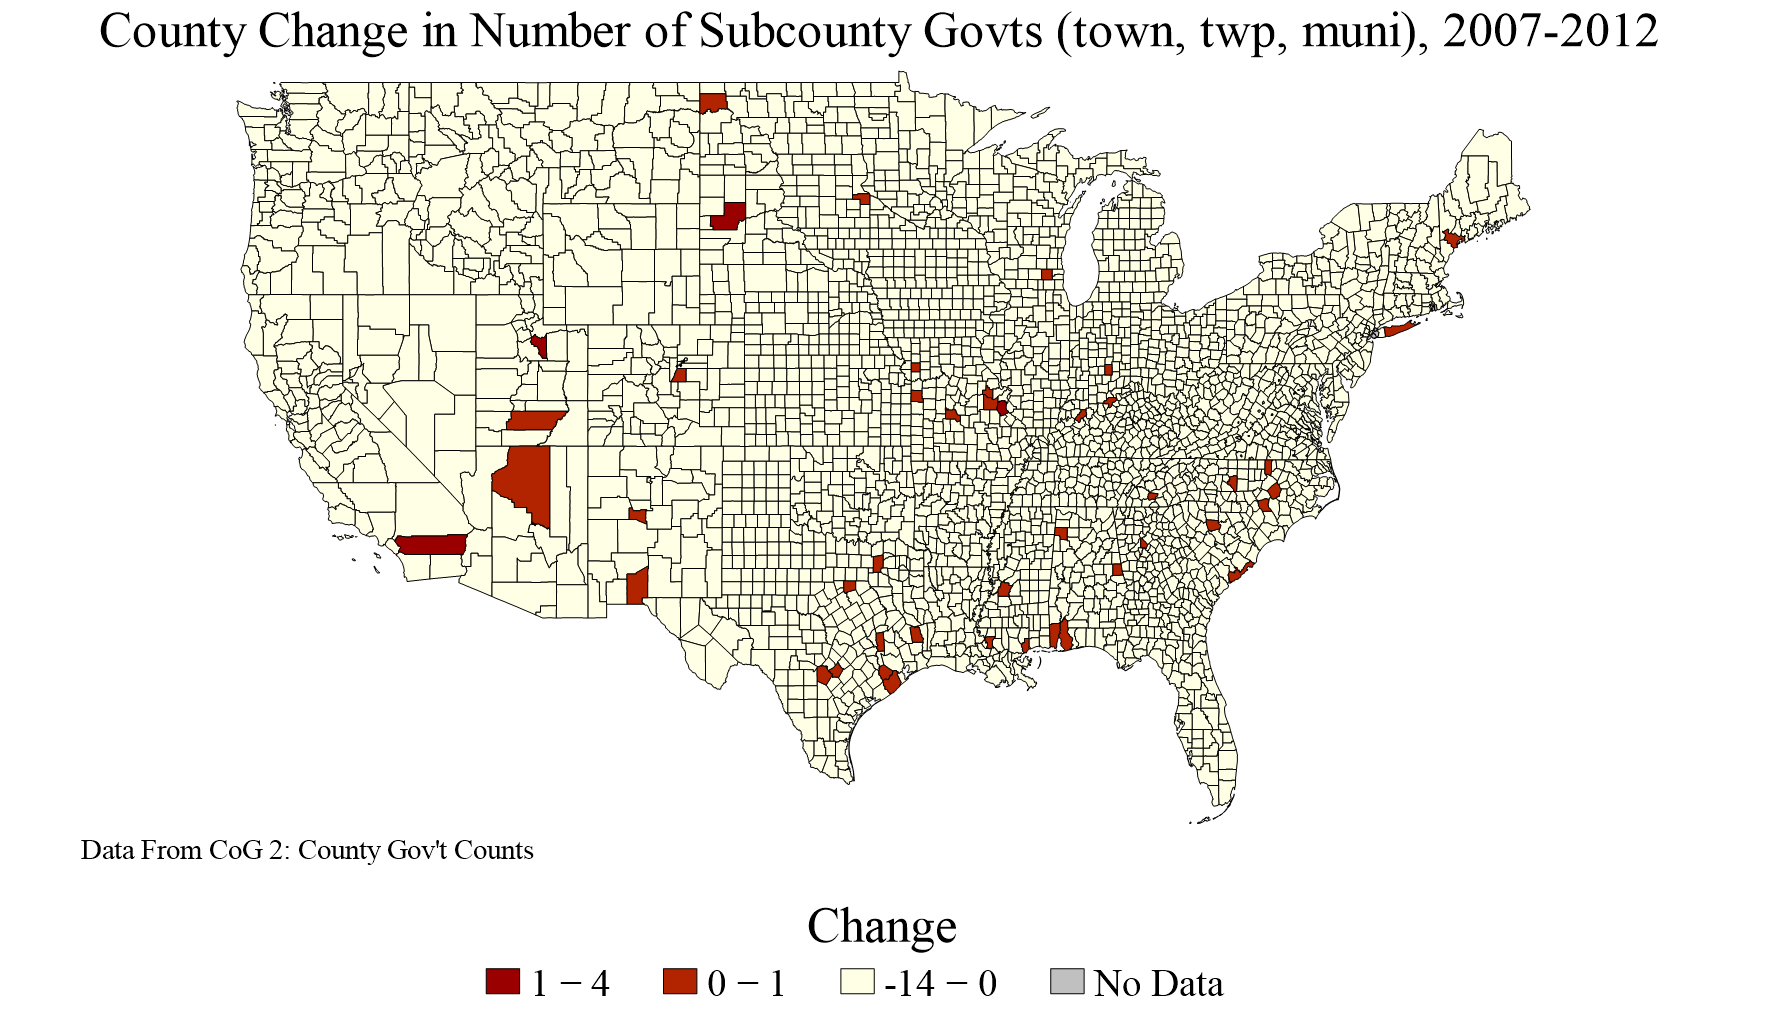 County Change in Number of Subcounty Govts (town, twp, muni), 2007-2012
Data From CoG 2: County Gov't Counts
Change
1 − 4 0 − 1 -14 − 0 No Data